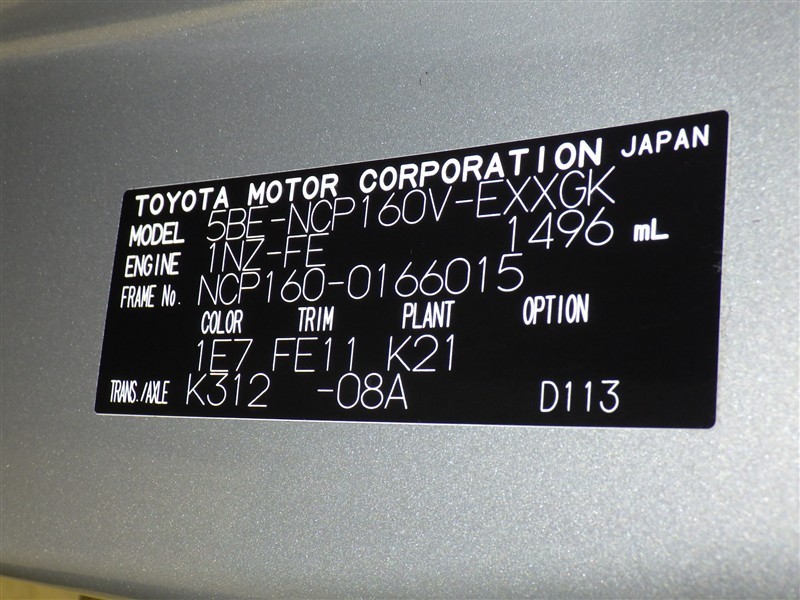 TOYOTA MOTOR CORPORATION JAPAN
MODEL 5BE-NCP160V-EXXGK
ENGINE 1NZ-FE 1496 mL
FRAME No. NCP160-0166015
COLOR TRIM PLANT OPTION
1E7 FE11 K21
TRANS./AXLE K312 -08A D113